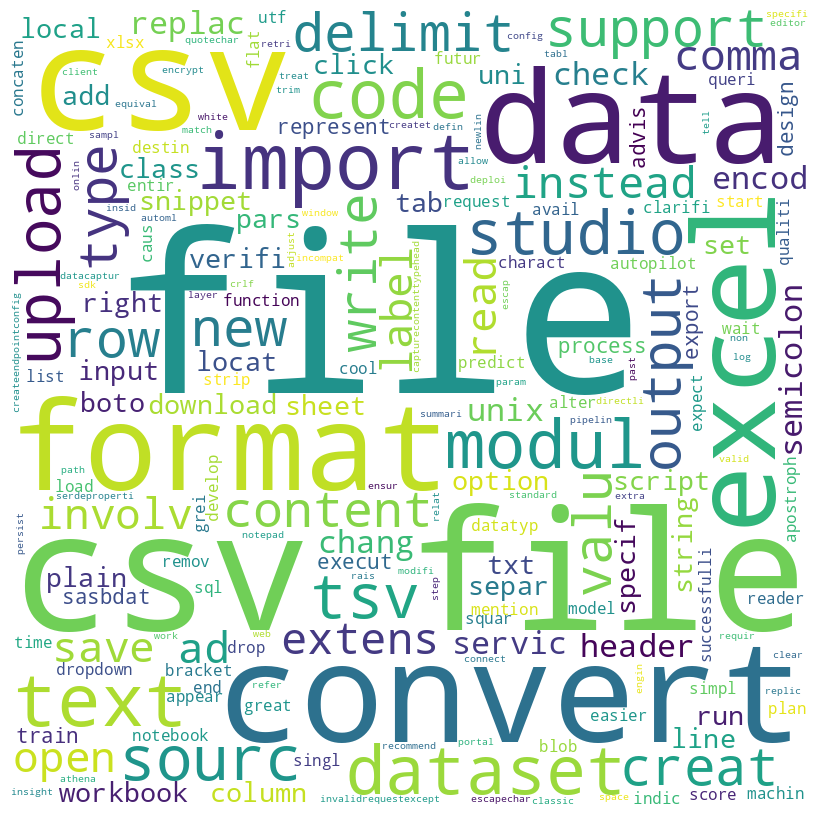 local
replac
utf
delimit
config
support
specifi
editor
xlsx
quotechar
retri
tabl
csv
concaten
client
encrypt
treat
trim
flat
click
code
futur
uni
check
comma
queri
add
equival
white
data
direct
sampl
match
represent
createt
defin
newlin
tell
advis
design
upload
type
onlin
destin
class
import
allow
instead
encod
entir
insid
snippet
deploi
tab
request
avail
clarifi
start
automl
window
pars
write
adjust
incompat
studio
set
qualiti
caus
verifi
charact
autopilot
datacaptur
layer
crlf
file
read
label
capturecontenttypehead
escap
excel
sdk
right
function
output
export
wait
non
log
row
new
createendpointconfig
locat
cool
predict
process
base
past
semicolon
list
input
strip
param
expect
boto
download
sheet
summari
unix
alter
directli
pipelin
format
modul
path
ensur
option
script
valid
load
serdeproperti
relat
standard
extra
string
apostroph
involv
develop
grei
content
datatyp
valu
specif
persist
notepad
chang
modifi
csv
file
remov
execut
rais
step
txt
successfulli
reader
plain
sasbdat
sql
tsv
separ
mention
model
squar
time
save
work
ad
web
drop
extens
servic
header
requir
clear
dropdown
bracket
refer
convert
connect
engin
simpl
replic
text
end
appear
great
easier
run
plan
train
notebook
open
sourc
singl
recommend
portal
blob
line
athena
dataset
creat
insight
workbook
column
invalidrequestexcept
escapechar
classic
space
indic
score
machin